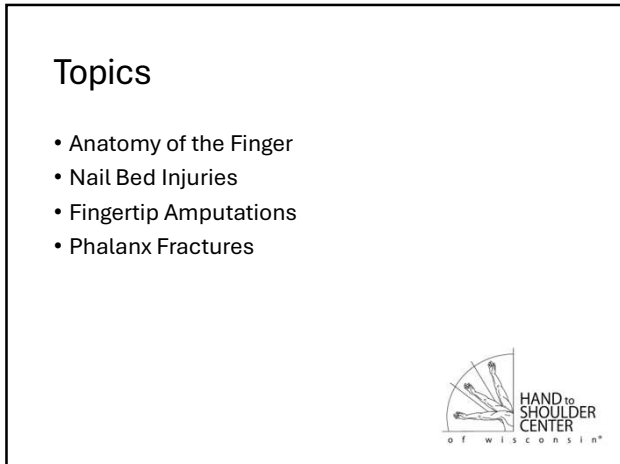 Topics
• Anatomy of the Finger
• Nail Bed Injuries
• Fingertip Amputations
• Phalanx Fractures
HAND to
SHOULDER
CENTER
of wisconsin®